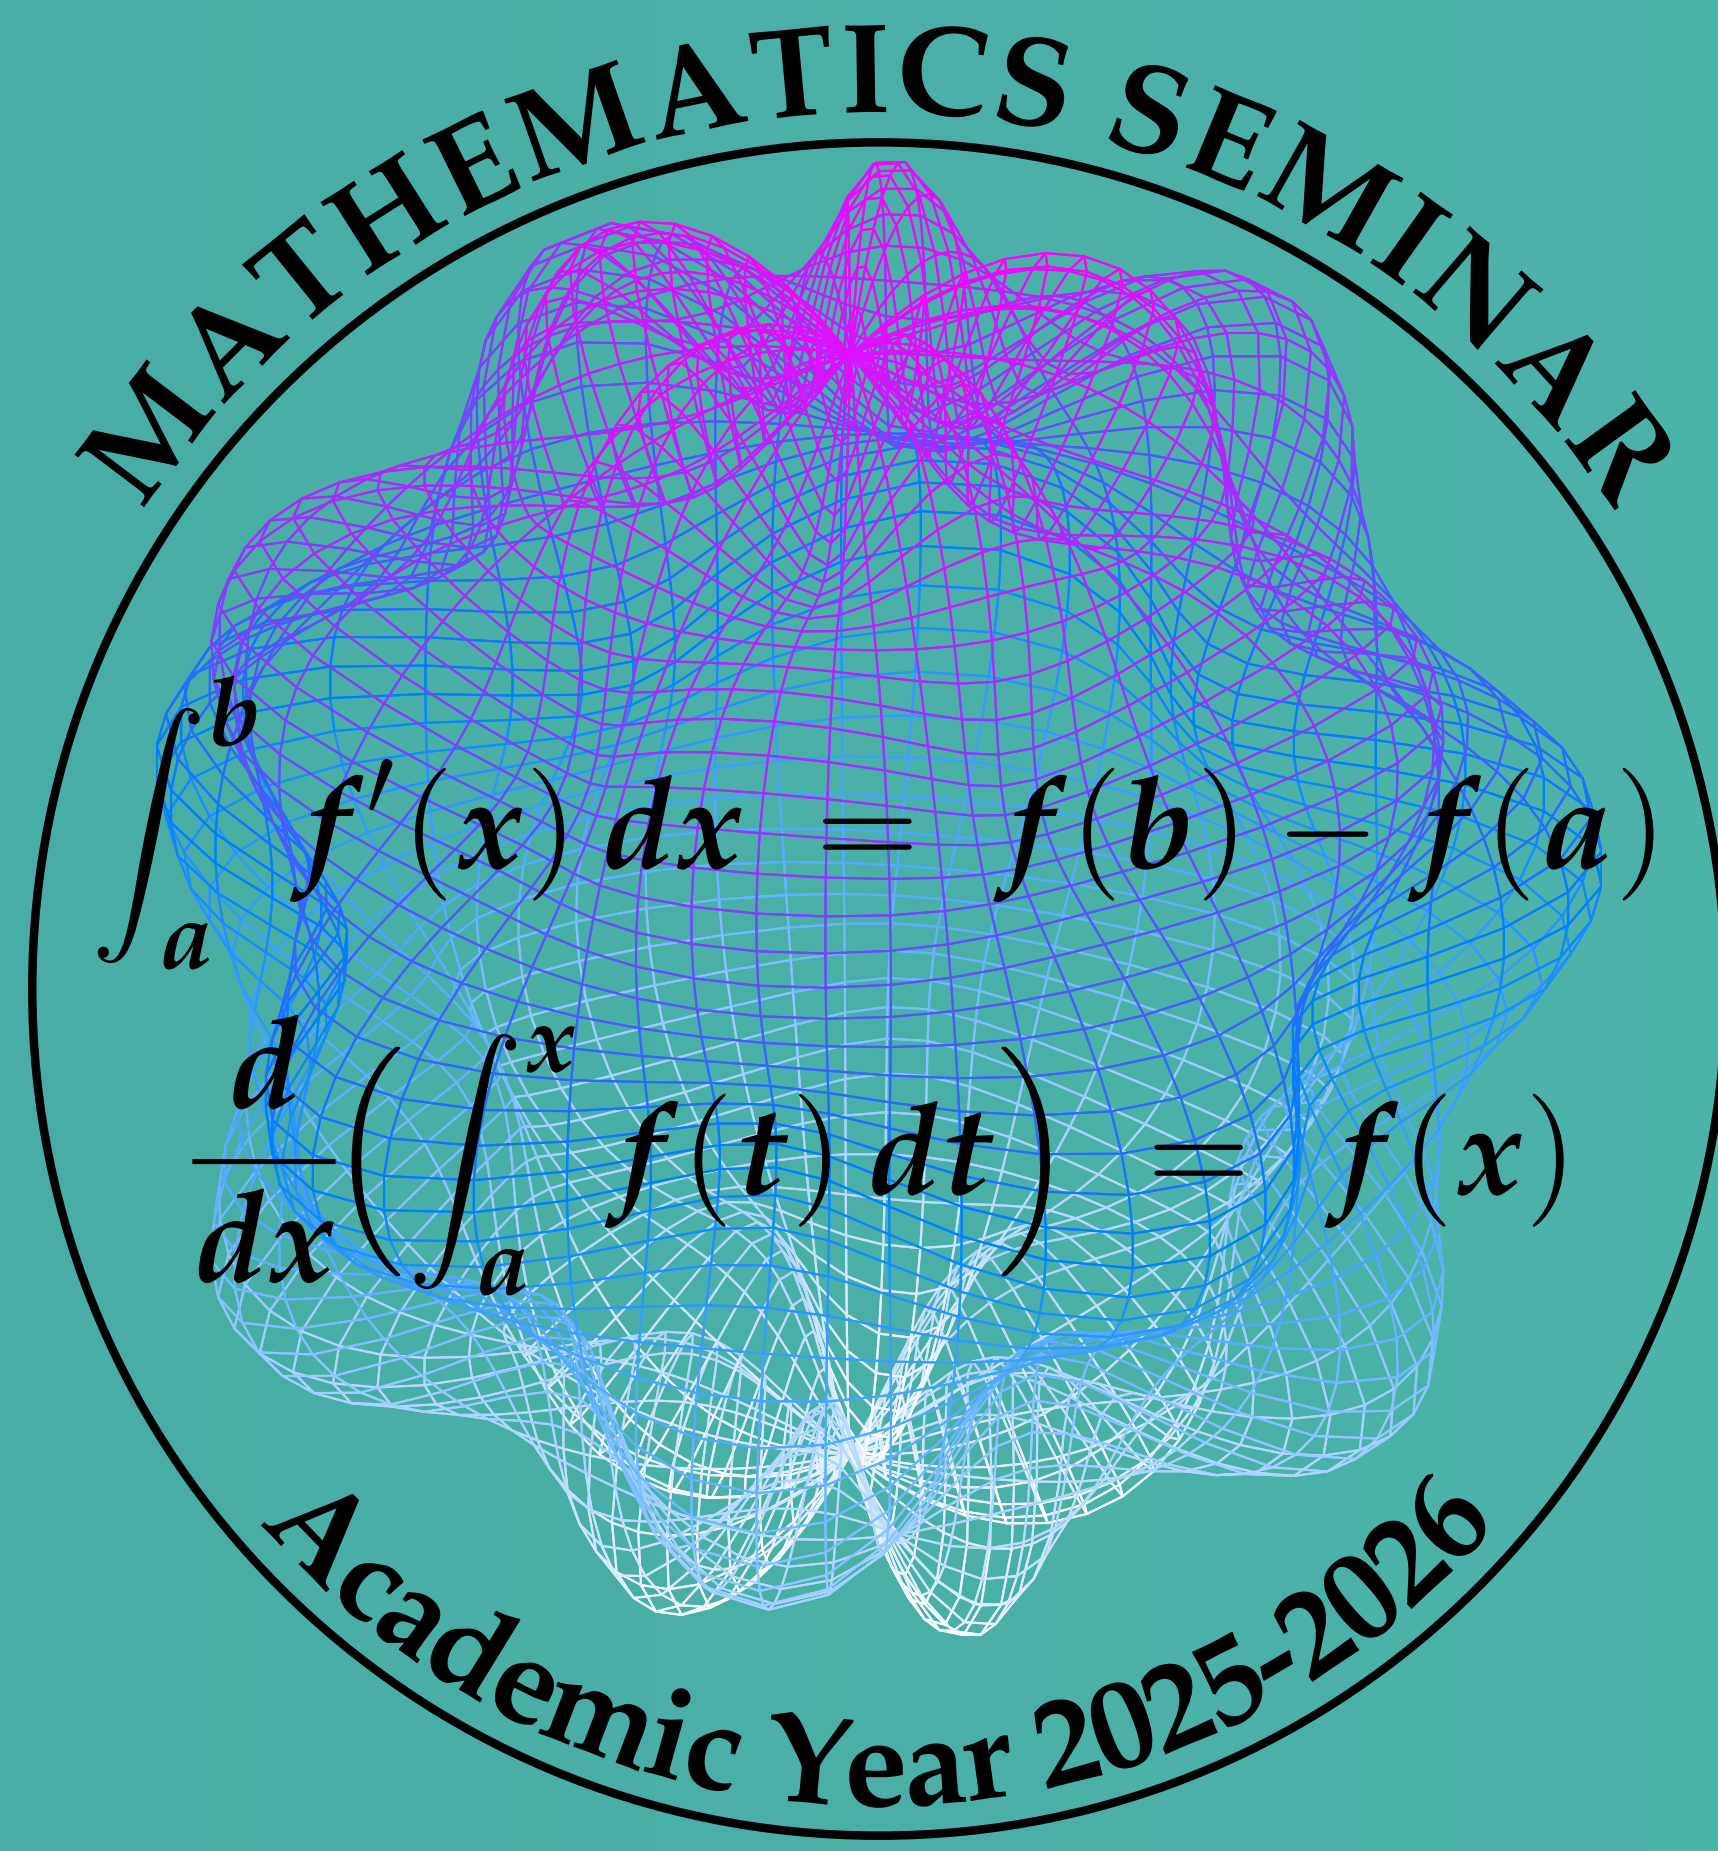 MATHEMATICS SEMINAR
∫_a^b f′(x) dx = f(b) − f(a)
d/dx(∫_a^x f(t) dt) = f(x)
Academic Year 2025-2026